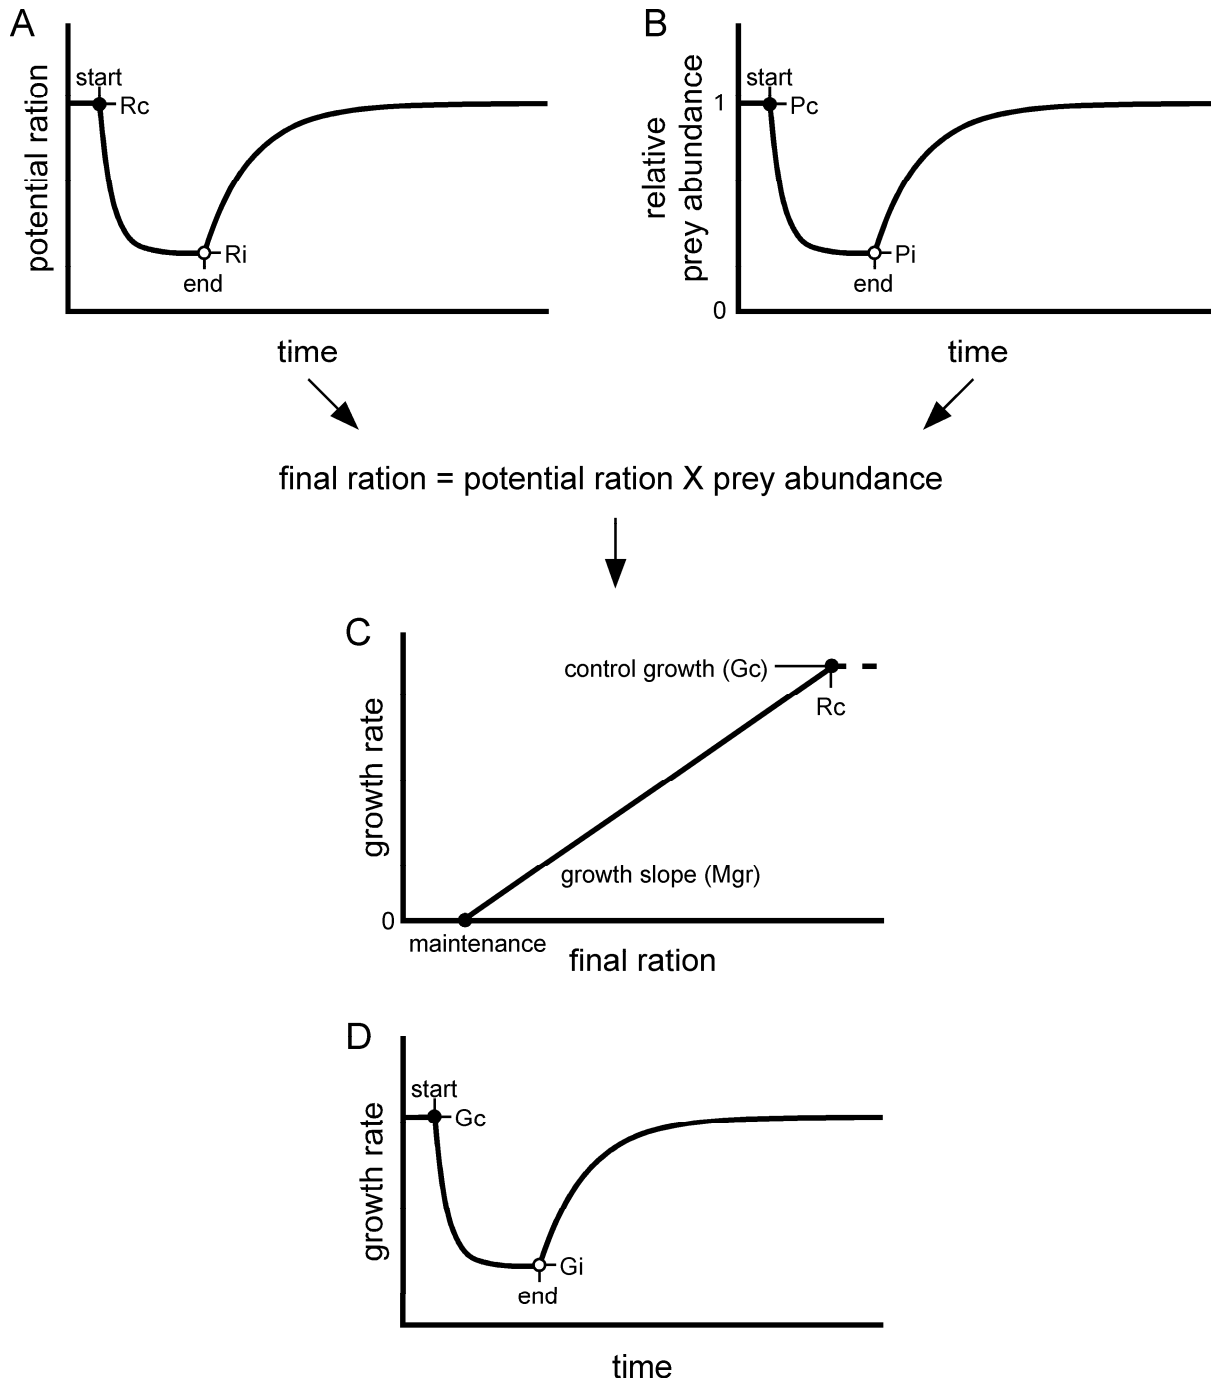 A
potential ration
start
Rc
Ri
end
time
B
relative
prey abundance
1
0
start
Pc
Pi
end
time
final ration = potential ration X prey abundance
C
growth rate
control growth (Gc)
Rc
growth slope (Mgr)
0
maintenance
final ration
D
growth rate
start
Gc
Gi
end
time